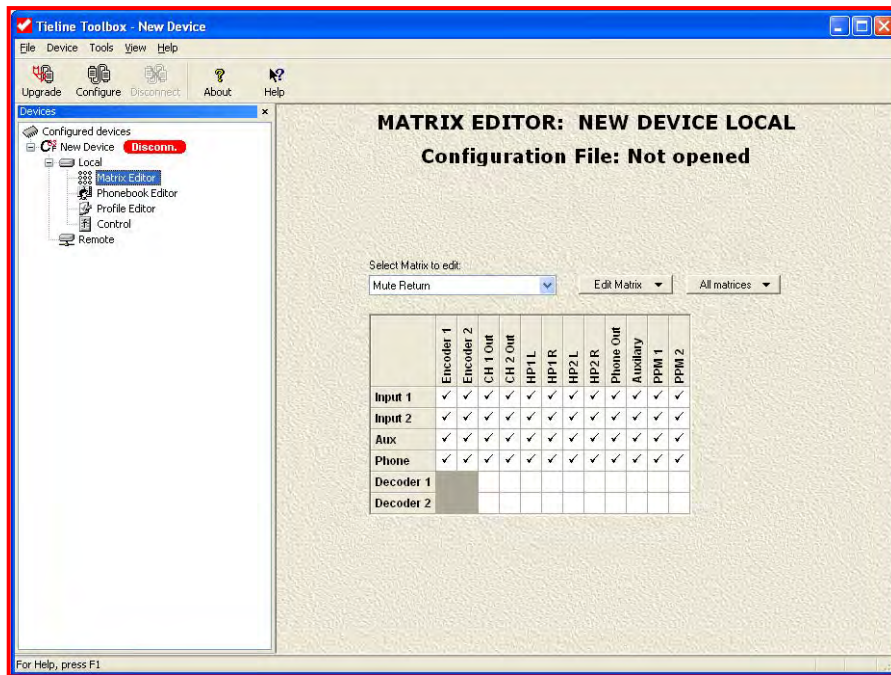 Tieline Toolbox - New Device
File Device Tools View Help
Upgrade Configure Disconnect About Help
Devices
Configured devices
New Device Disconn.
Local
Matrix Editor
Phonebook Editor
Profile Editor
Control
Remote
MATRIX EDITOR: NEW DEVICE LOCAL
Configuration File: Not opened
Select Matrix to edit:
Mute Return Edit Matrix All matrices
Encoder 1 Encoder 2 CH 1 Out CH 2 Out HP1 L HP1 R HP2 L HP2 R Phone Out Auxilary PPM 1 PPM 2
Input 1 ✓ ✓ ✓ ✓ ✓ ✓ ✓ ✓ ✓ ✓ ✓ ✓
Input 2 ✓ ✓ ✓ ✓ ✓ ✓ ✓ ✓ ✓ ✓ ✓ ✓
Aux ✓ ✓ ✓ ✓ ✓ ✓ ✓ ✓ ✓ ✓ ✓ ✓
Phone ✓ ✓ ✓ ✓ ✓ ✓ ✓ ✓ ✓ ✓ ✓ ✓
Decoder 1
Decoder 2
For Help, press F1